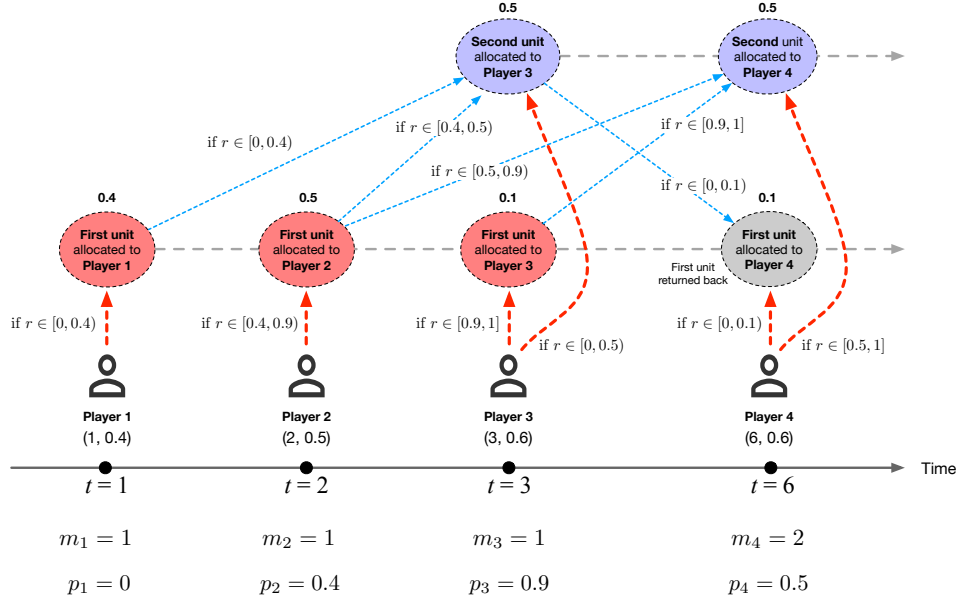 0.5
0.5
Second unit
allocated to
Player 3
Second unit
allocated to
Player 4
if r ∈ [0, 0.4)
if r ∈ [0.4, 0.5)
if r ∈ [0.9, 1]
if r ∈ [0.5, 0.9)
if r ∈ [0, 0.1)
0.4
0.5
0.1
0.1
First unit
allocated to
Player 1
First unit
allocated to
Player 2
First unit
allocated to
Player 3
First unit
allocated to
Player 4
First unit
returned back
if r ∈ [0, 0.4)
if r ∈ [0.4, 0.9)
if r ∈ [0.9, 1]
if r ∈ [0, 0.5)
if r ∈ [0, 0.1)
if r ∈ [0.5, 1]
Player 1
(1, 0.4)
Player 2
(2, 0.5)
Player 3
(3, 0.6)
Player 4
(6, 0.6)
Time
t = 1
t = 2
t = 3
t = 6
m₁ = 1
m₂ = 1
m₃ = 1
m₄ = 2
p₁ = 0
p₂ = 0.4
p₃ = 0.9
p₄ = 0.5